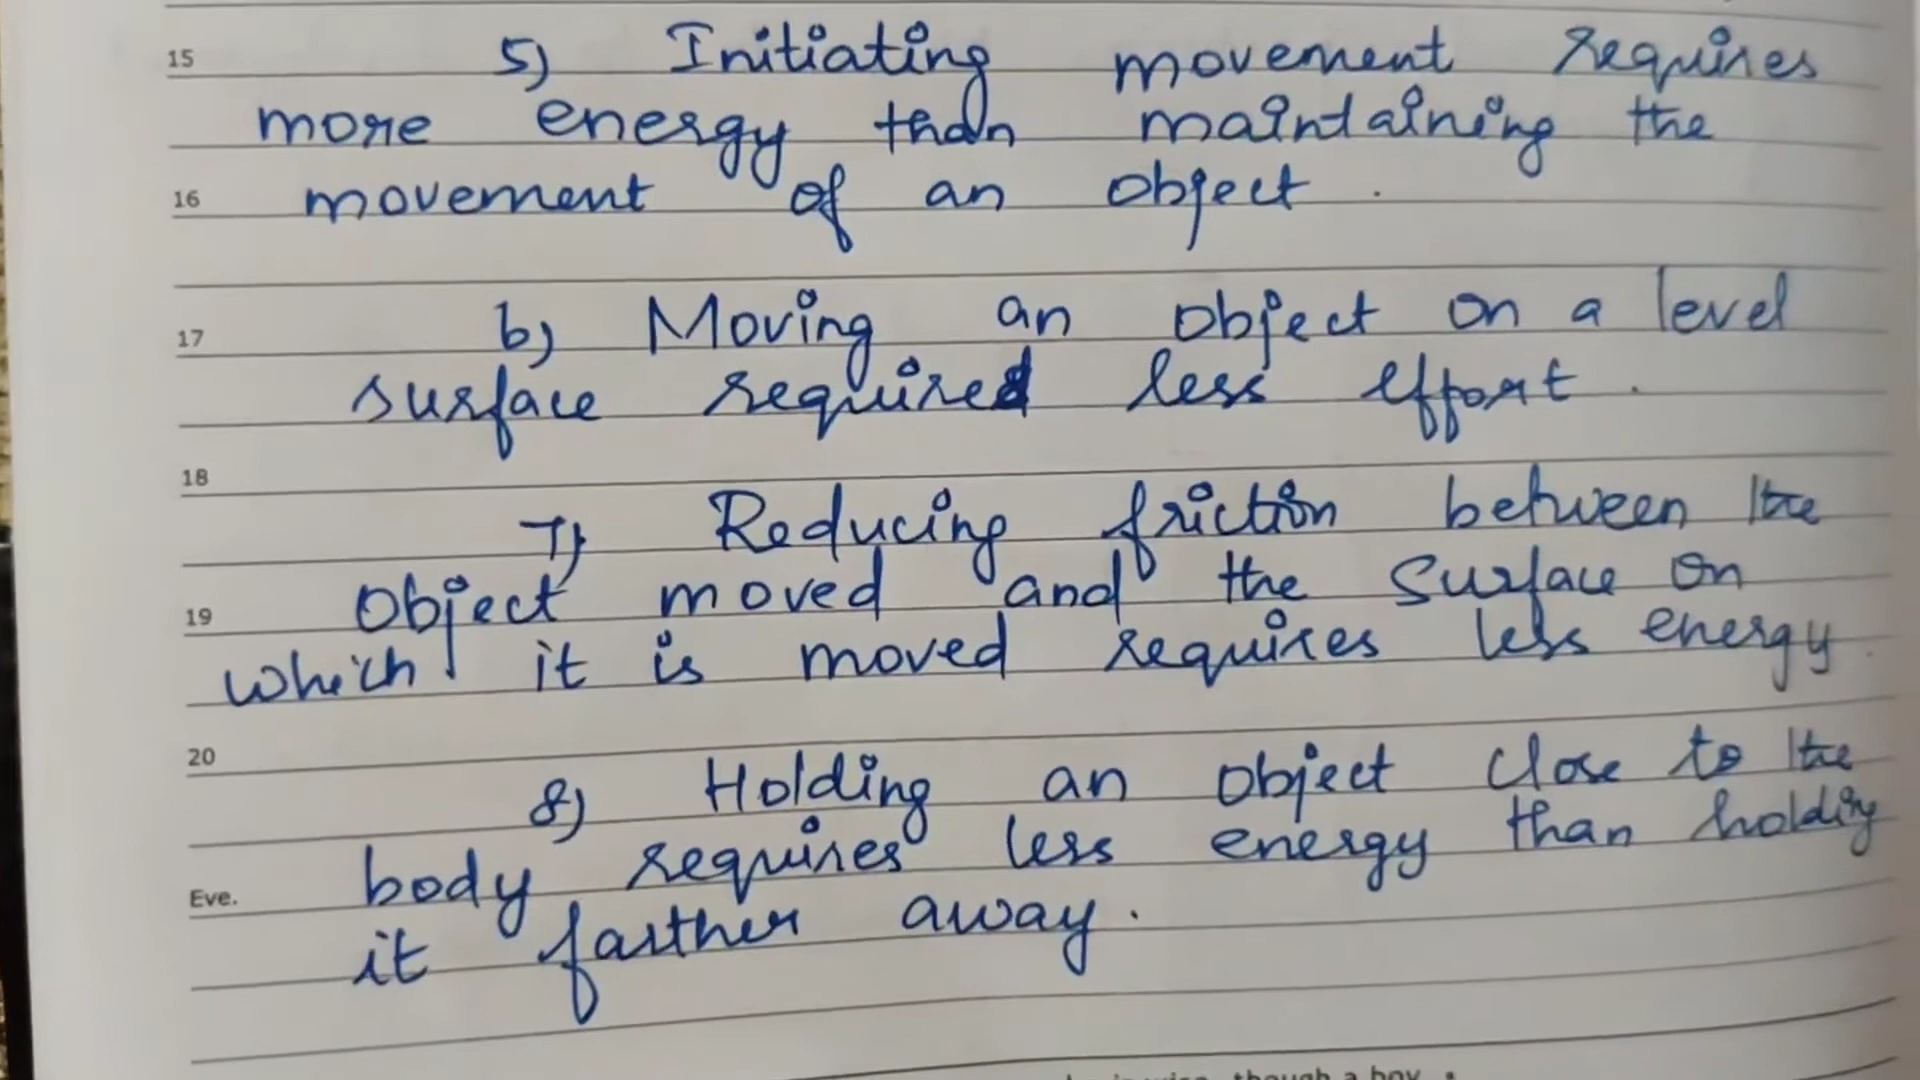 15 5) Initiating movement requires
more energy than maintaining the
16 movement of an object.
17 6) Moving an object on a level
surface requires less effort.
18
7) Reducing friction between the
19 object moved and the surface on
which it is moved requires less energy.
20
8) Holding an object close to the
body requires less energy than holding
Eve.
it farther away.
though a boy